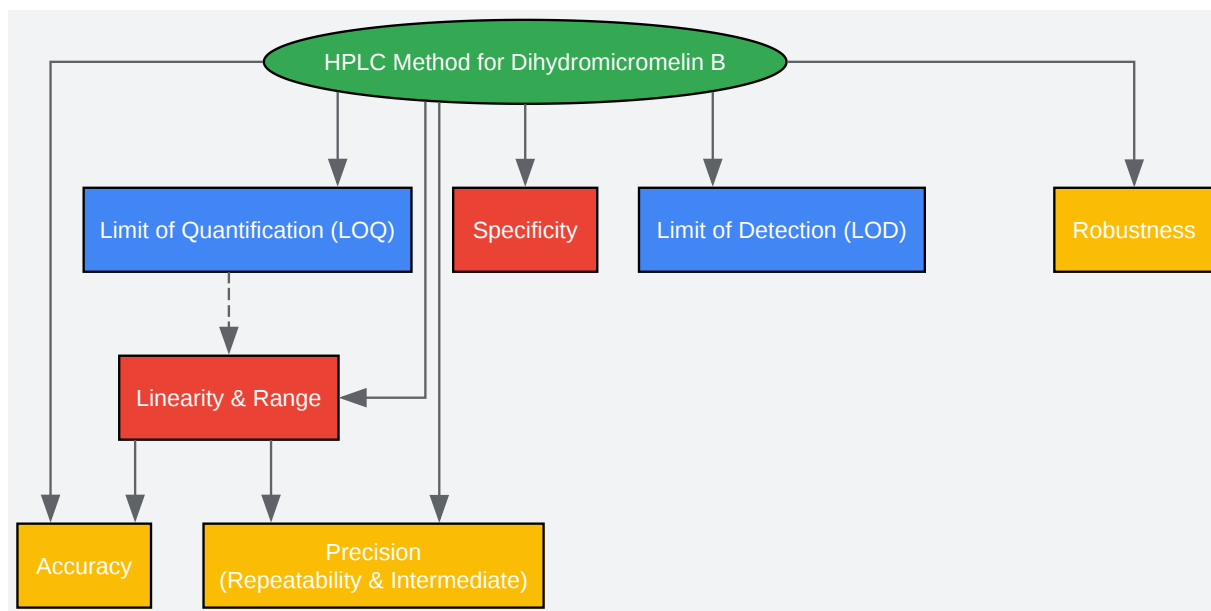 HPLC Method for Dihydromicromelin B
Limit of Quantification (LOQ)
Specificity
Limit of Detection (LOD)
Robustness
Linearity & Range
Accuracy
Precision
(Repeatability & Intermediate)